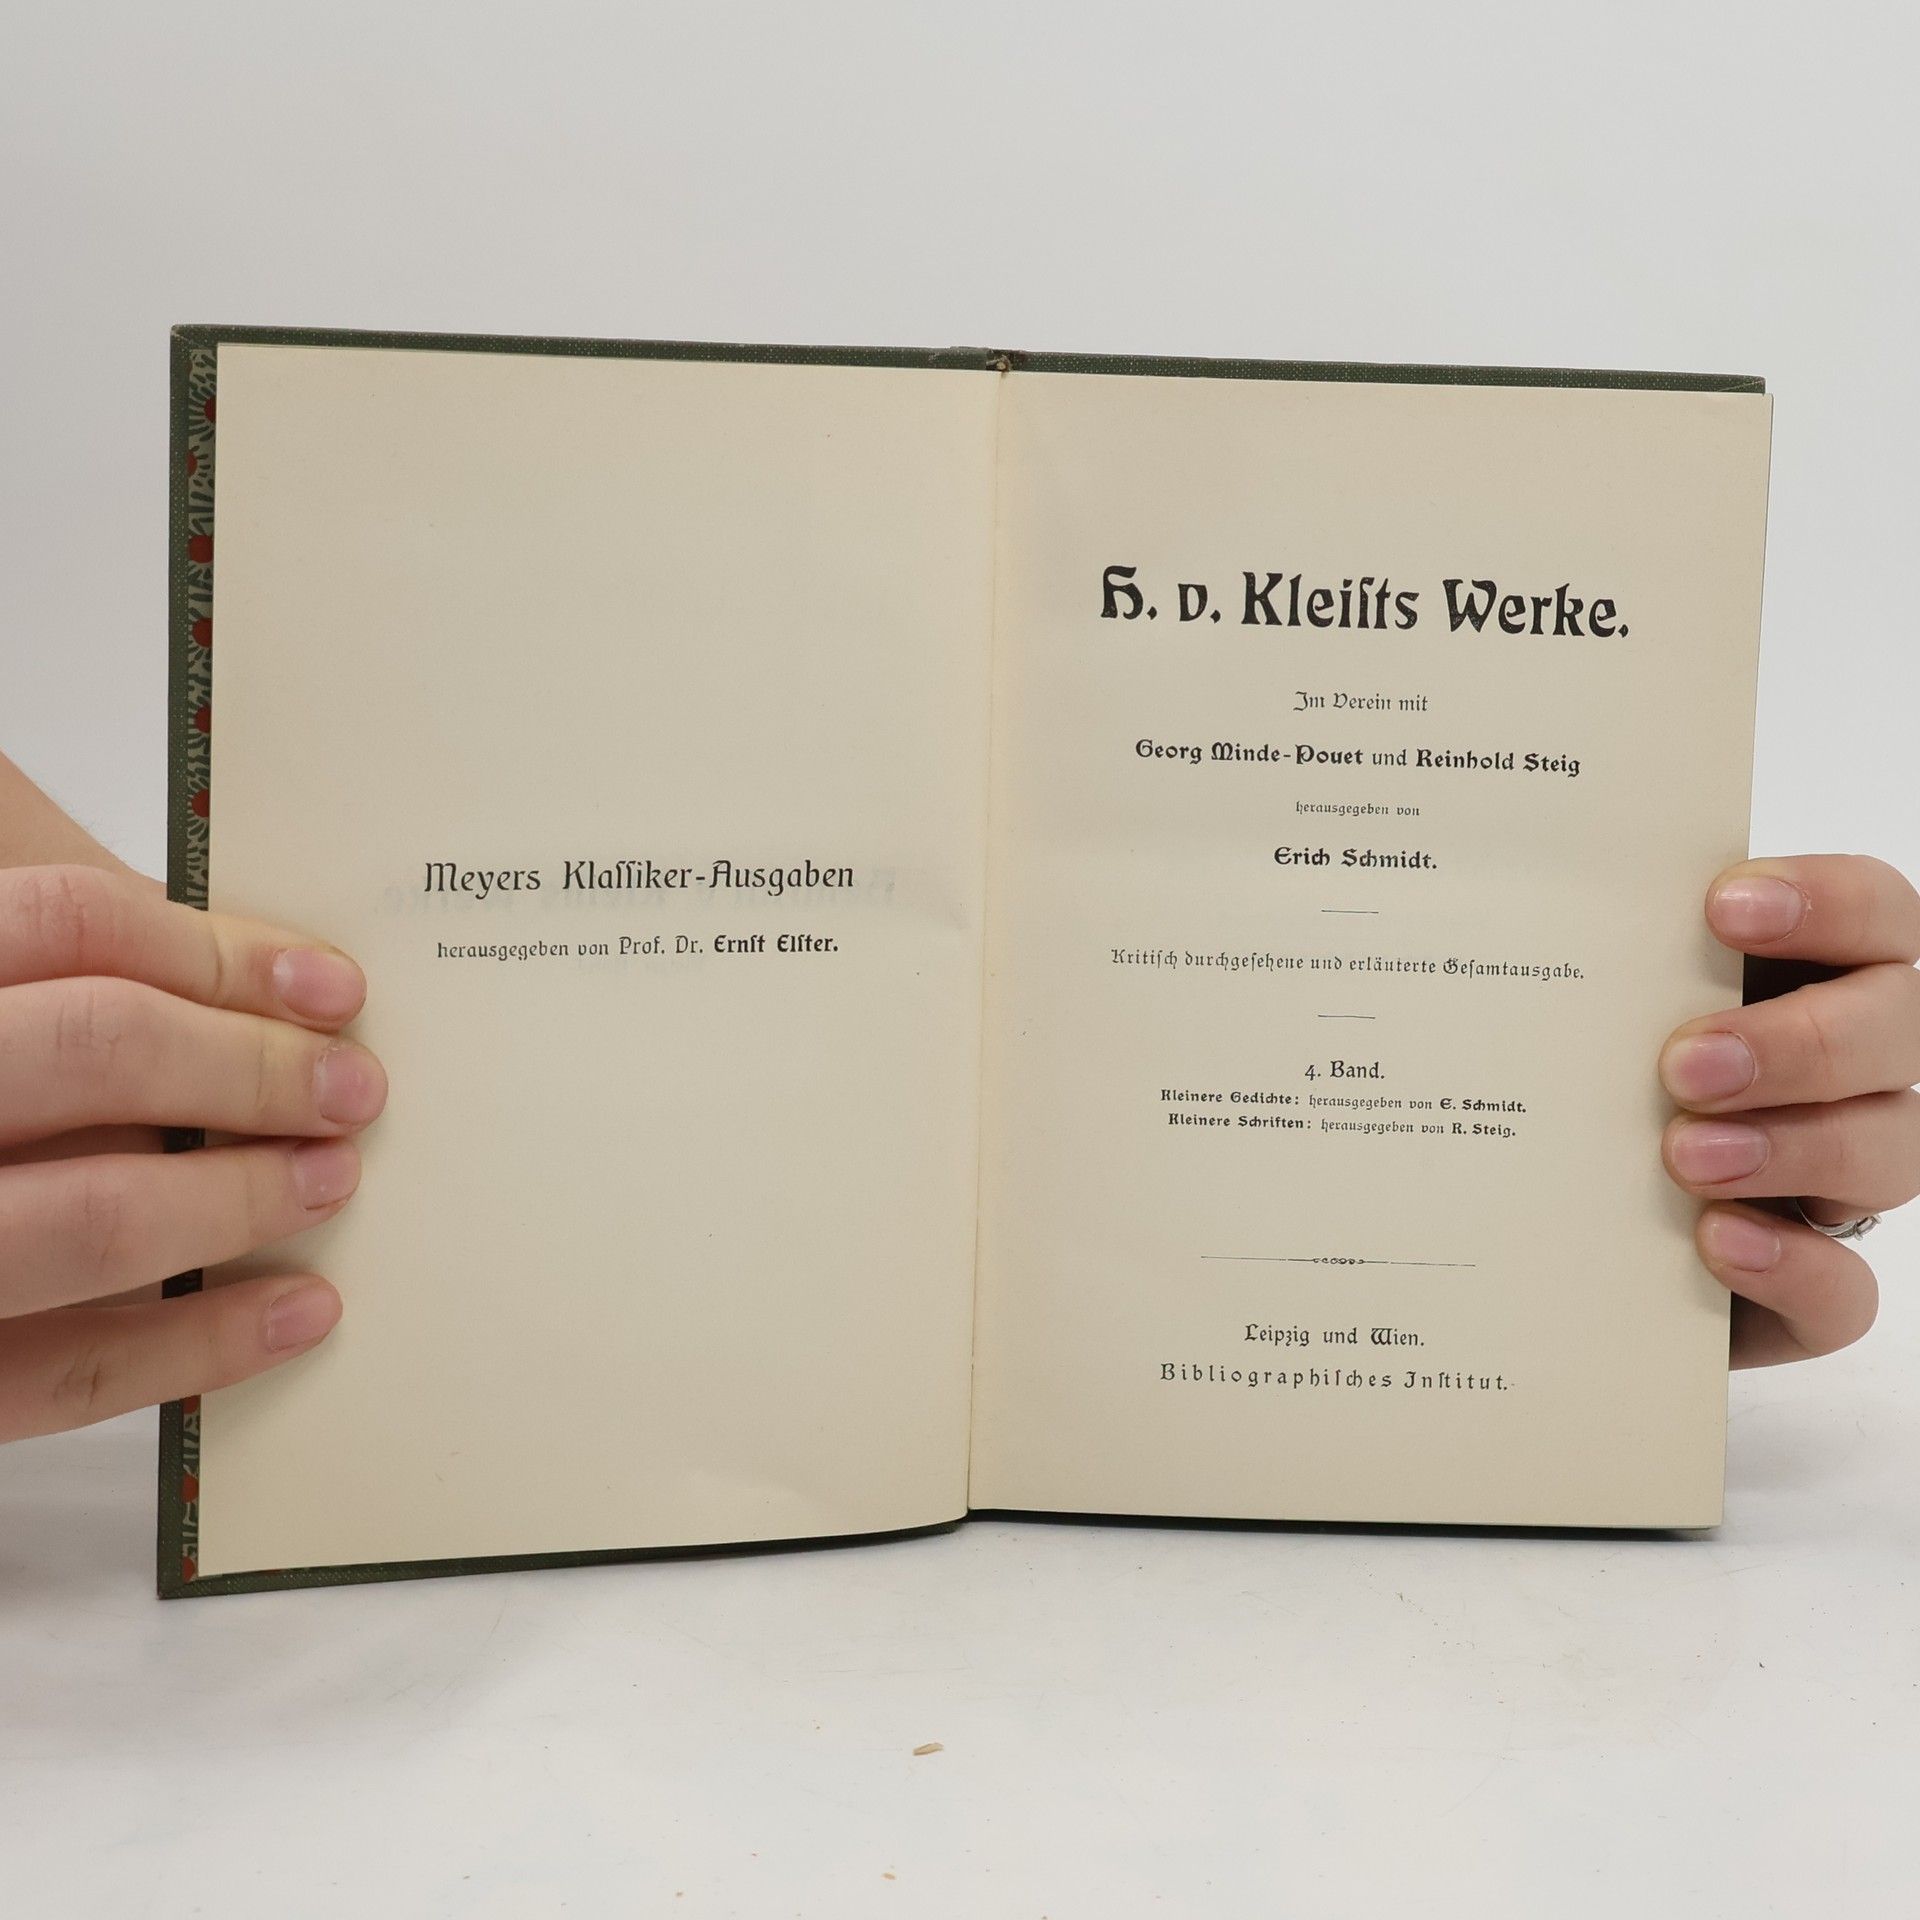 Meyers Klaſſiker-Ausgaben
herausgegeben von Prof. Dr. Ernſt Elſter.
H. v. Kleiſts Werke.
Im Verein mit
Georg Minde-Pouet und Reinhold Steig
herausgegeben von
Erich Schmidt.
Kritiſch durchgeſehene und erläuterte Geſamtausgabe.
4. Band.
Kleinere Gedichte: herausgegeben von E. Schmidt.
Kleinere Schriften: herausgegeben von R. Steig.
Leipzig und Wien.
Bibliographiſches Inſtitut.